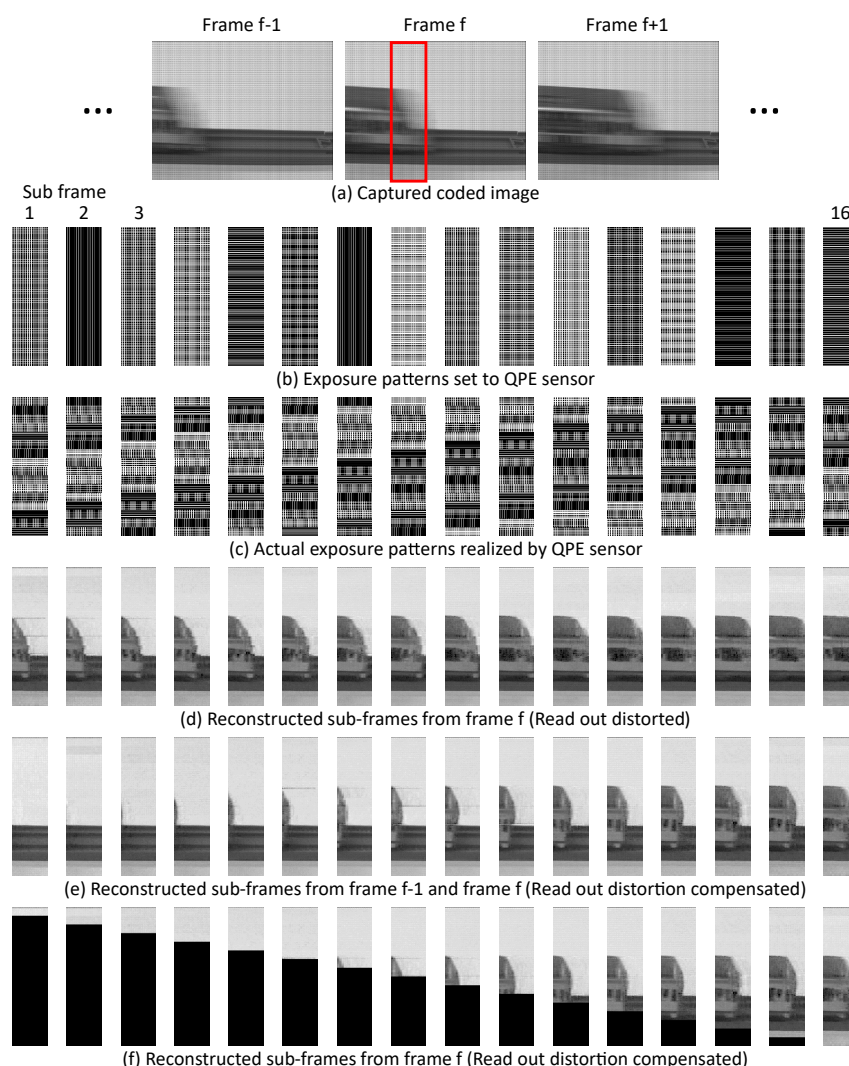 Frame f-1 Frame f Frame f+1
... ...
(a) Captured coded image
Sub frame
1 2 3 16
(b) Exposure patterns set to QPE sensor
(c) Actual exposure patterns realized by QPE sensor
(d) Reconstructed sub-frames from frame f (Read out distorted)
(e) Reconstructed sub-frames from frame f-1 and frame f (Read out distortion compensated)
(f) Reconstructed sub-frames from frame f (Read out distortion compensated)